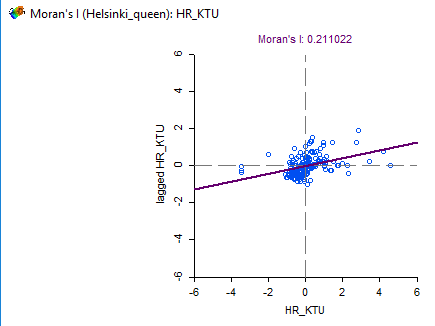 Moran's I (Helsinki_queen): HR_KTU
Moran's I: 0.211022
6
4
2
0
-2
-4
-6
lagged HR_KTU
-6 -4 -2 0 2 4 6
HR_KTU